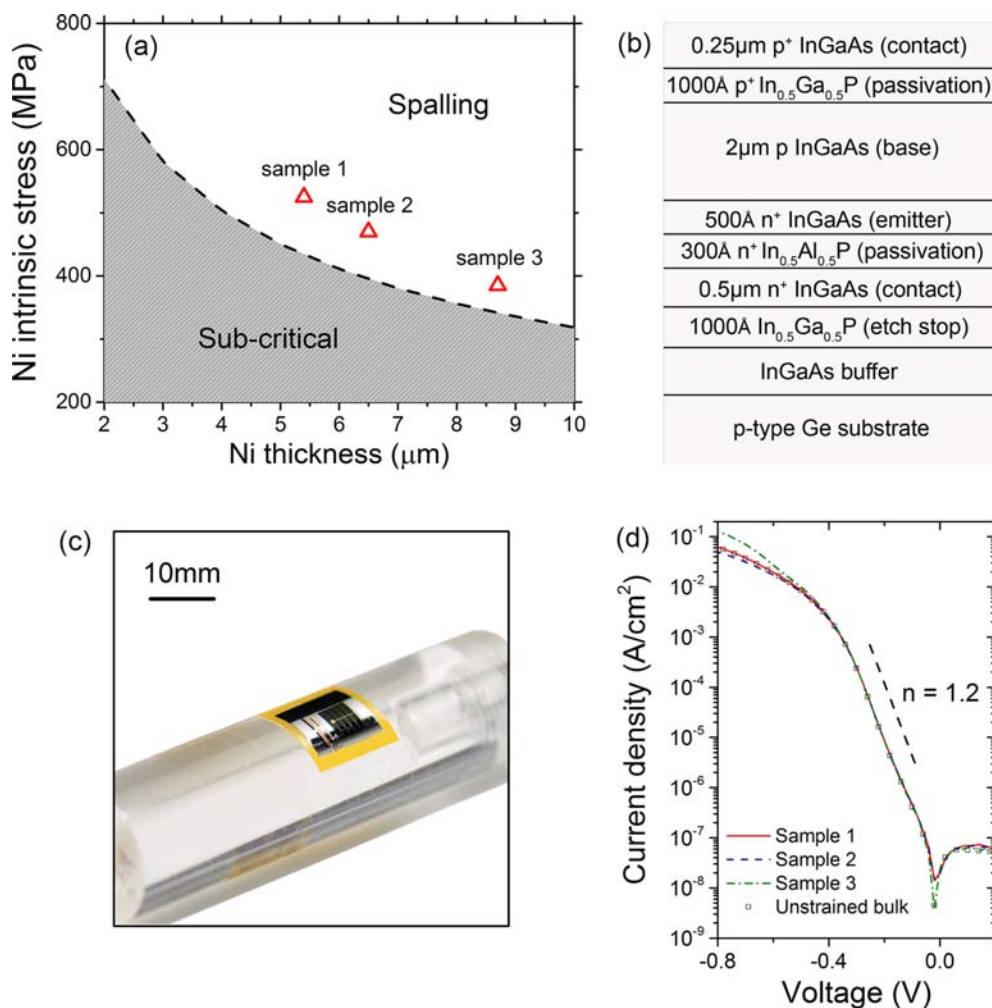 (a)
800
600
400
200
Ni intrinsic stress (MPa)
Spalling
sample 1
sample 2
sample 3
Sub-critical
2 3 4 5 6 7 8 9 10
Ni thickness (μm)
(b)
0.25μm p⁺ InGaAs (contact)
1000Å p⁺ In₀.₅Ga₀.₅P (passivation)
2μm p InGaAs (base)
500Å n⁺ InGaAs (emitter)
300Å n⁺ In₀.₅Al₀.₅P (passivation)
0.5μm n⁺ InGaAs (contact)
1000Å In₀.₅Ga₀.₅P (etch stop)
InGaAs buffer
p-type Ge substrate
(c)
10mm
(d)
10⁻¹
10⁻²
10⁻³
10⁻⁴
10⁻⁵
10⁻⁶
10⁻⁷
10⁻⁸
10⁻⁹
Current density (A/cm²)
n = 1.2
Sample 1
Sample 2
Sample 3
Unstrained bulk
-0.8 -0.4 0.0
Voltage (V)